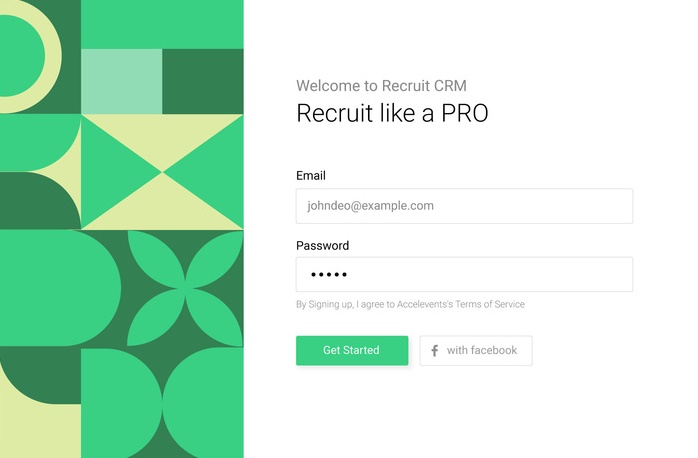 Welcome to Recruit CRM
Recruit like a PRO
Email
johndeo@example.com
Password
•••••
By Signing up, I agree to Accelevents's Terms of Service
Get Started
f with facebook